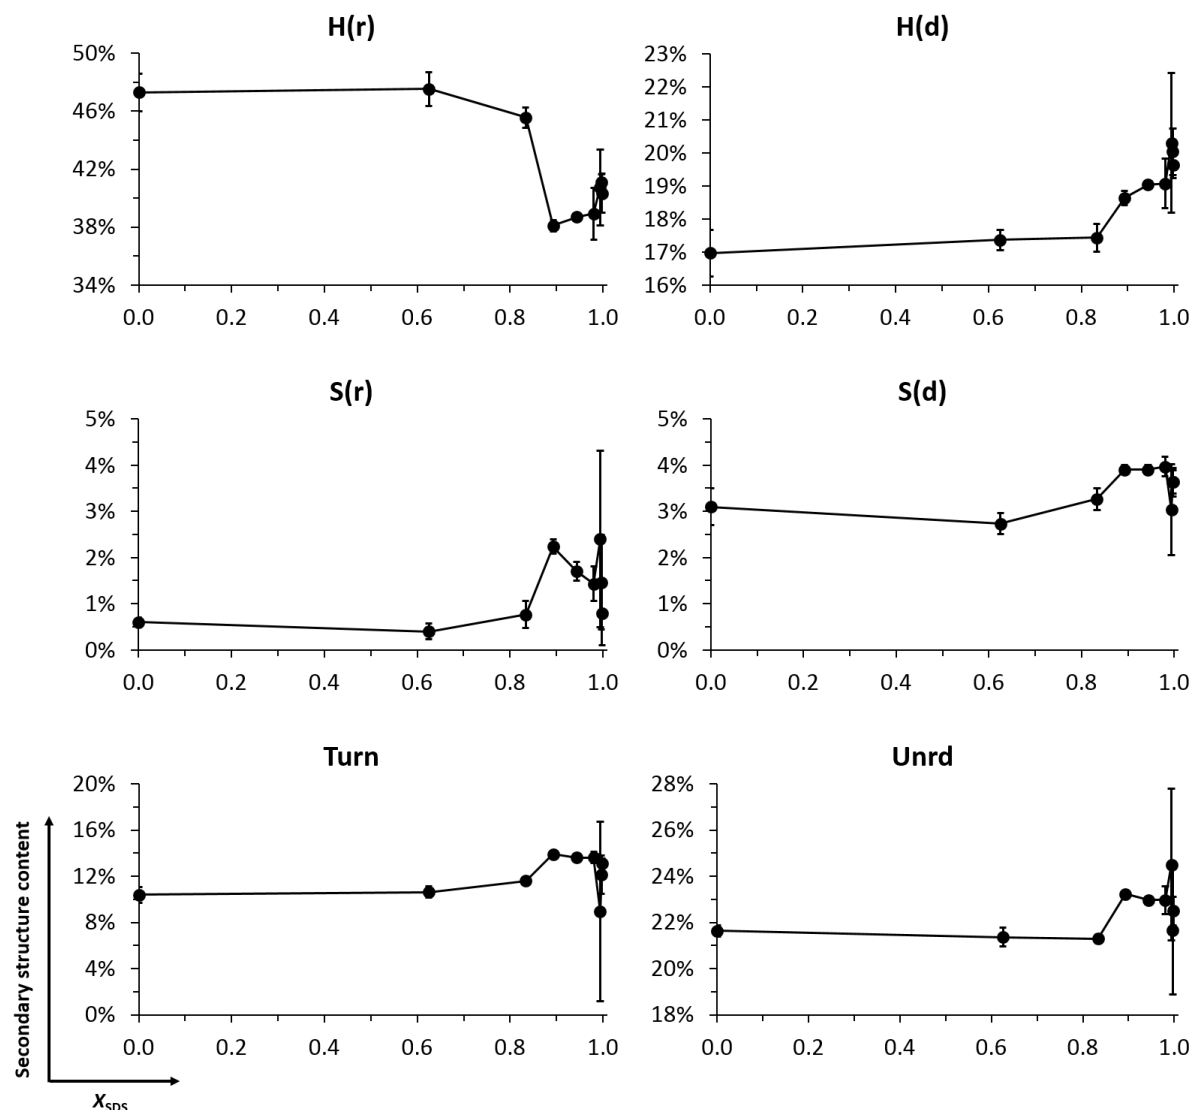 H(r)
50%
46%
42%
38%
34%
0.0 0.2 0.4 0.6 0.8 1.0
H(d)
23%
22%
21%
20%
19%
18%
17%
16%
0.0 0.2 0.4 0.6 0.8 1.0
S(r)
5%
4%
3%
2%
1%
0%
0.0 0.2 0.4 0.6 0.8 1.0
S(d)
5%
4%
3%
2%
1%
0%
0.0 0.2 0.4 0.6 0.8 1.0
Turn
20%
16%
12%
8%
4%
0%
0.0 0.2 0.4 0.6 0.8 1.0
Unrd
28%
26%
24%
22%
20%
18%
0.0 0.2 0.4 0.6 0.8 1.0
Secondary structure content
XSDS